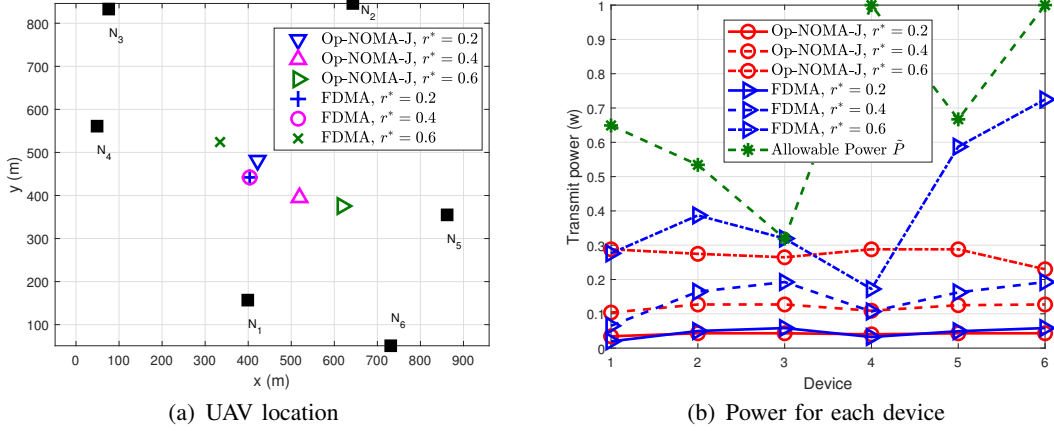 800
700
600
500
400
300
200
100
y (m)
0
100
200
300
400
500
600
700
800
900
x (m)
N3
N2
N4
N5
N1
N6
Op-NOMA-J, r* = 0.2
Op-NOMA-J, r* = 0.4
Op-NOMA-J, r* = 0.6
FDMA, r* = 0.2
FDMA, r* = 0.4
FDMA, r* = 0.6
(a) UAV location
1
0.9
0.8
0.7
0.6
0.5
0.4
0.3
0.2
0.1
0
Transmit power (w)
1
2
3
4
5
6
Device
Op-NOMA-J, r* = 0.2
Op-NOMA-J, r* = 0.4
Op-NOMA-J, r* = 0.6
FDMA, r* = 0.2
FDMA, r* = 0.4
FDMA, r* = 0.6
Allowable Power P̃
(b) Power for each device